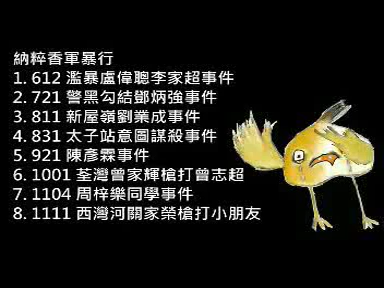 納粹香軍暴行
1. 612 濫暴盧偉聰李家超事件
2. 721 警黑勾結鄧炳強事件
3. 811 新屋嶺劉業成事件
4. 831 太子站意圖謀殺事件
5. 921 陳彥霖事件
6. 1001 荃灣曾家輝槍打曾志超
7. 1104 周梓樂同學事件
8. 1111 西灣河關家榮槍打小朋友